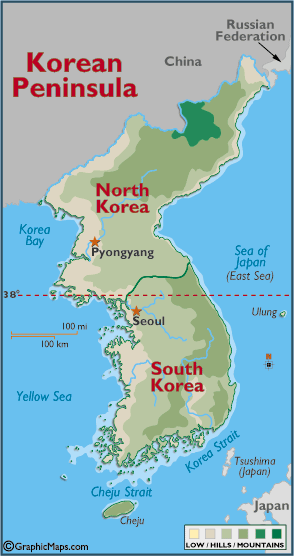 Russian
Federation
Korean
Peninsula
China
North
Korea
Korea
Bay
Pyongyang
Sea of
Japan
(East Sea)
38°
Seoul
Ulung
100 mi
100 km
South
Korea
Yellow Sea
Korea Strait
Tsushima
(Japan)
Cheju Strait
Cheju
Japan
LOW / HILLS / MOUNTAINS
©GraphicMaps.com